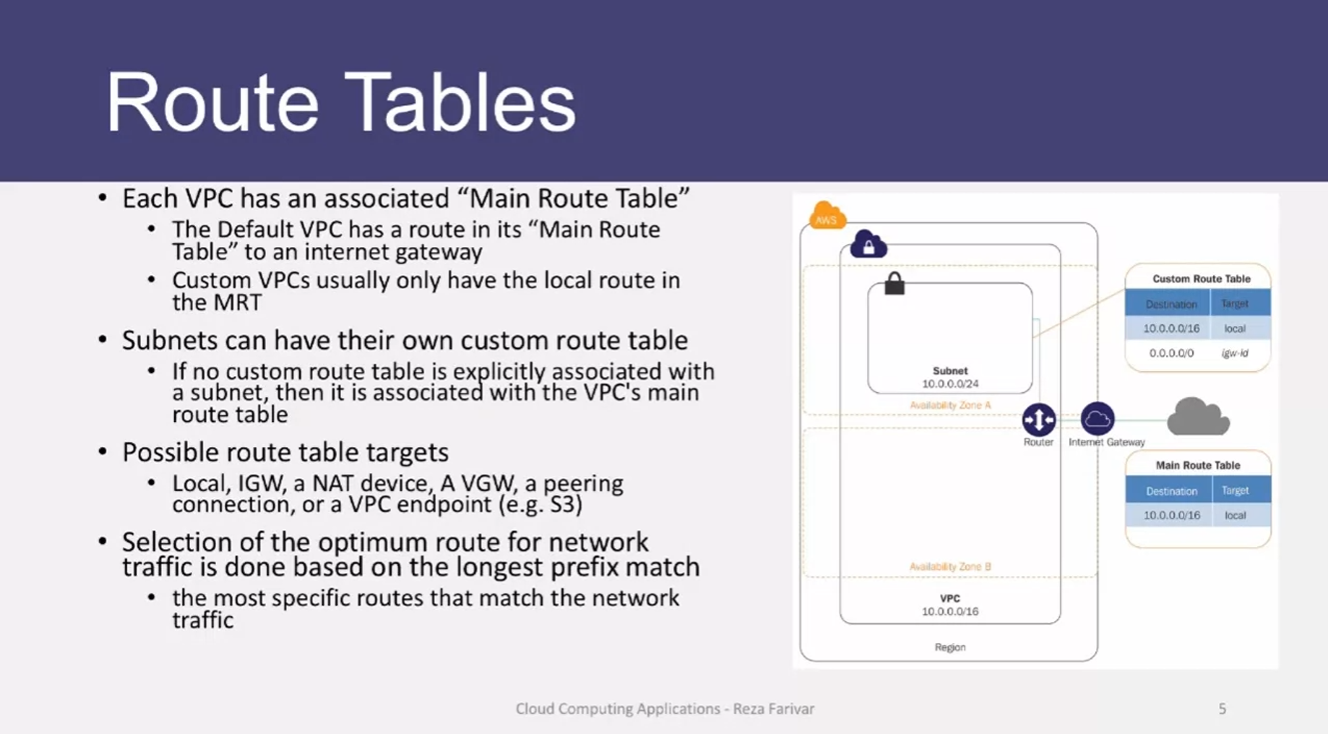 Route Tables
• Each VPC has an associated “Main Route Table”
• The Default VPC has a route in its “Main Route
Table” to an internet gateway
• Custom VPCs usually only have the local route in
the MRT
• Subnets can have their own custom route table
• If no custom route table is explicitly associated with
a subnet, then it is associated with the VPC's main
route table
• Possible route table targets
• Local, IGW, a NAT device, A VGW, a peering
connection, or a VPC endpoint (e.g. S3)
• Selection of the optimum route for network
traffic is done based on the longest prefix match
• the most specific routes that match the network
traffic
AWS
Subnet
10.0.0.0/24
Availability Zone A
Router
Internet Gateway
Availability Zone B
VPC
10.0.0.0/16
Region
Custom Route Table
Destination Target
10.0.0.0/16 local
0.0.0.0/0 igw-id
Main Route Table
Destination Target
10.0.0.0/16 local
Cloud Computing Applications - Reza Farivar
5